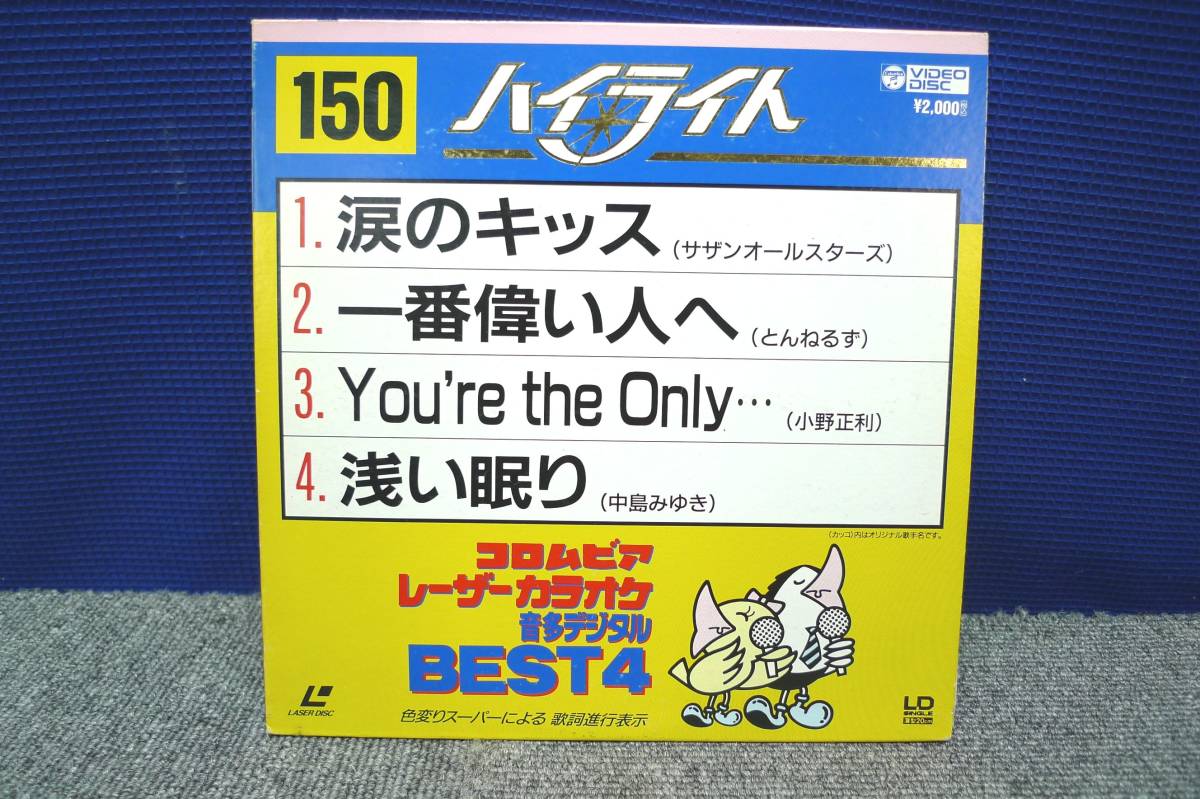 150
ハイライト
Columbia
VIDEO
DISC
¥2,000
1. 涙のキッス (サザンオールスターズ)
2. 一番偉い人へ (とんねるず)
3. You're the Only… (小野正利)
4. 浅い眠り (中島みゆき)
(カッコ)内はオリジナル歌手名です。
コロムビア
レーザーカラオケ
音多デジタル
BEST4
色変りスーパーによる 歌詞進行表示
LASER DISC
LD
SINGLE